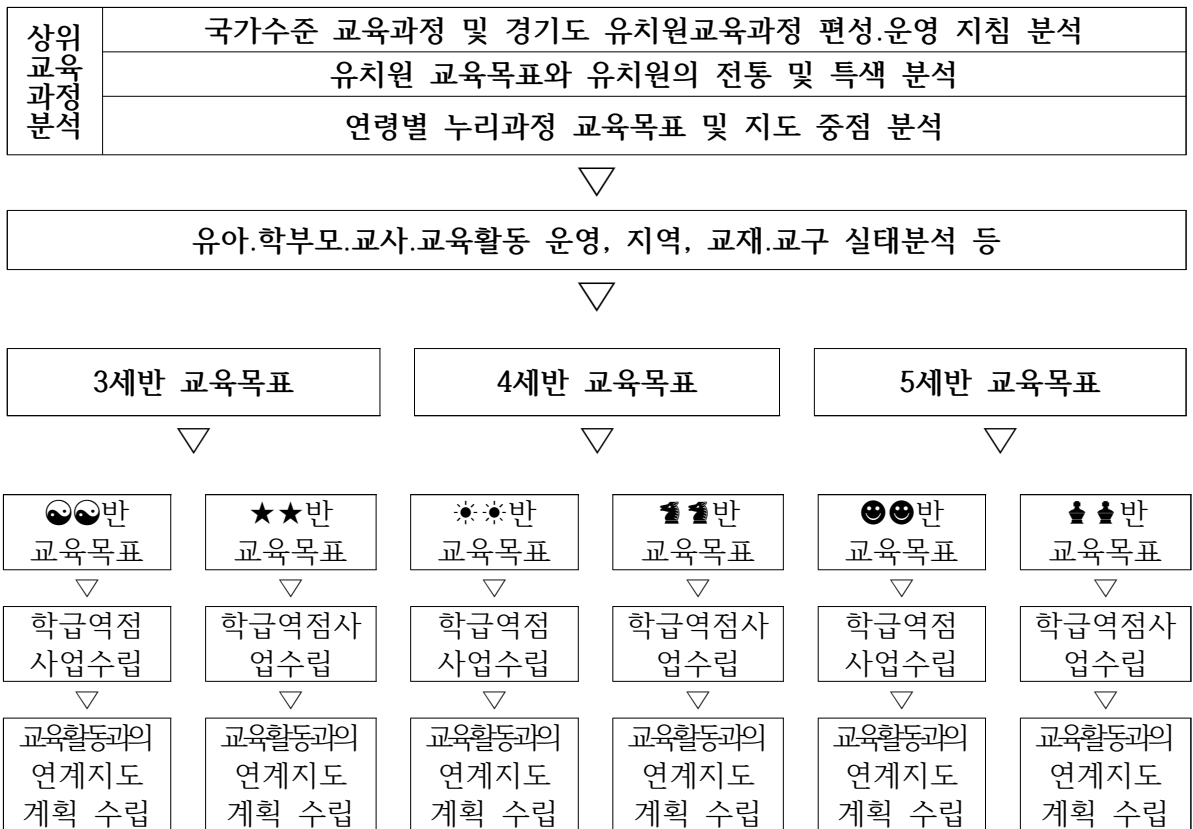 상위
교육
과정
분석
국가수준 교육과정 및 경기도 유치원교육과정 편성.운영 지침 분석
유치원 교육목표와 유치원의 전통 및 특색 분석
연령별 누리과정 교육목표 및 지도 중점 분석
▽
유아.학부모.교사.교육활동 운영, 지역, 교재.교구 실태분석 등
▽
3세반 교육목표
4세반 교육목표
5세반 교육목표
▽ ▽ ▽
☯☯반
교육목표
★★반
교육목표
☀☀반
교육목표
♞♞반
교육목표
☻☻반
교육목표
♟♟반
교육목표
▽ ▽ ▽ ▽ ▽ ▽
학급역점
사업수립
학급역점사
업수립
학급역점
사업수립
학급역점사
업수립
학급역점
사업수립
학급역점사
업수립
▽ ▽ ▽ ▽ ▽ ▽
교육활동과의
연계지도
계획 수립
교육활동과의
연계지도
계획 수립
교육활동과의
연계지도
계획 수립
교육활동과의
연계지도
계획 수립
교육활동과의
연계지도
계획 수립
교육활동과의
연계지도
계획 수립